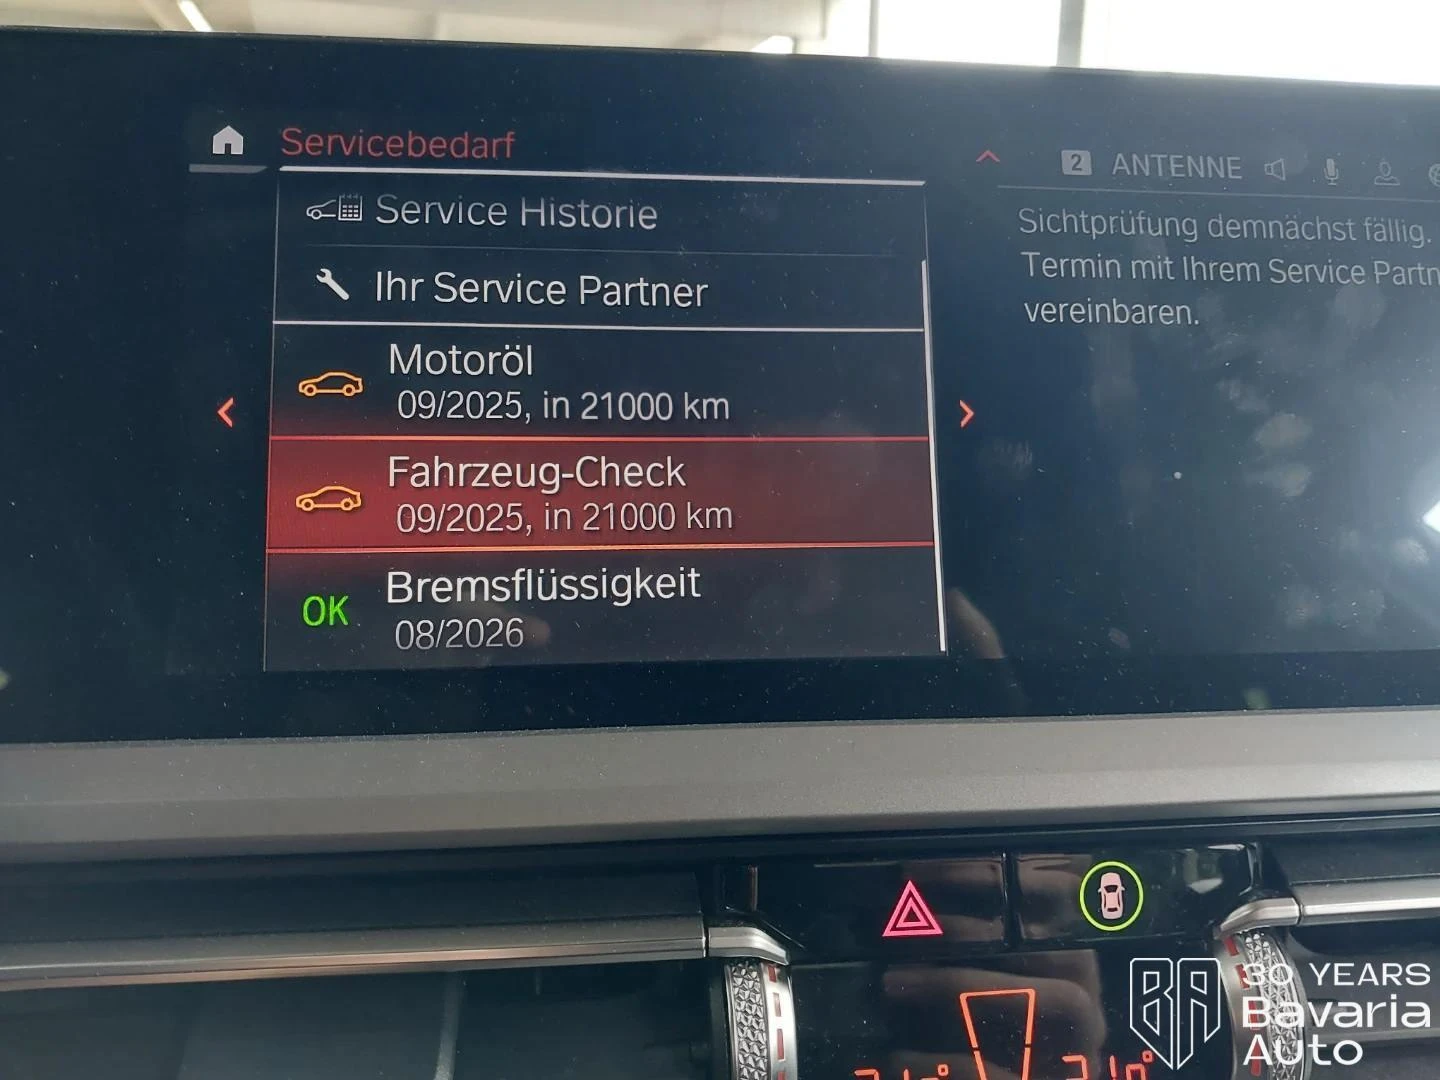 Servicebedarf
Service Historie
Ihr Service Partner
Motoröl
09/2025, in 21000 km
Fahrzeug-Check
09/2025, in 21000 km
OK
Bremsflüssigkeit
08/2026
2 ANTENNE
Sichtprüfung demnächst fällig.
Termin mit Ihrem Service
vereinbaren.
BA
30 YEARS
Bavaria
Auto